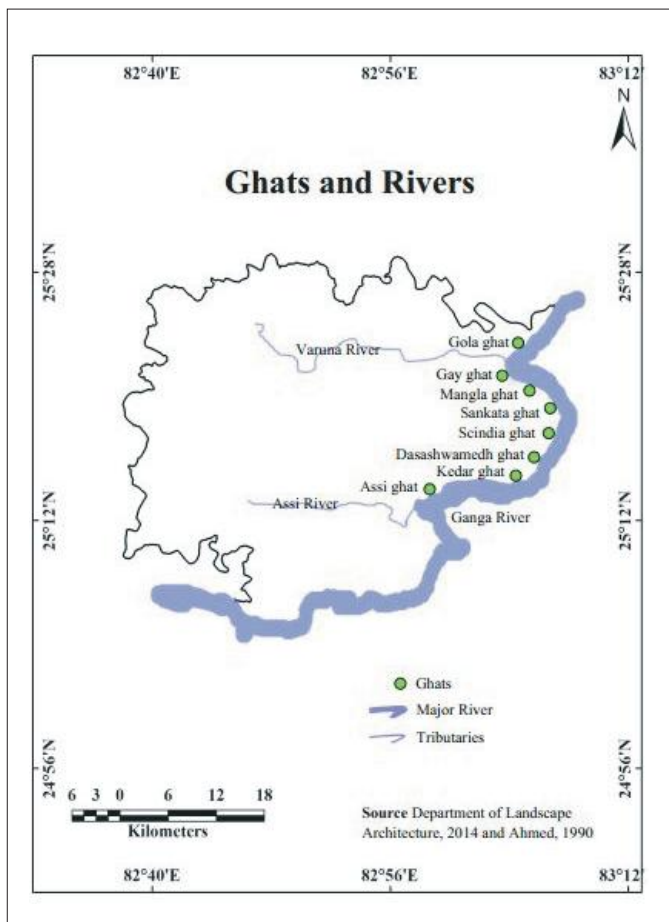 82°40'E 82°56'E 83°12'E
N
Ghats and Rivers
25°28'N 25°28'N
Gola ghat
Varuna River
Gay ghat
Mangla ghat
Sankata ghat
Scindia ghat
Dasashwamedh ghat
Kedar ghat
Assi ghat
Assi River
Ganga River
25°12'N 25°12'N
Ghats
Major River
Tributaries
24°56'N 24°56'N
6 3 0 6 12 18
Kilometers
Source Department of Landscape
Architecture, 2014 and Ahmed, 1990
82°40'E 82°56'E 83°12'E